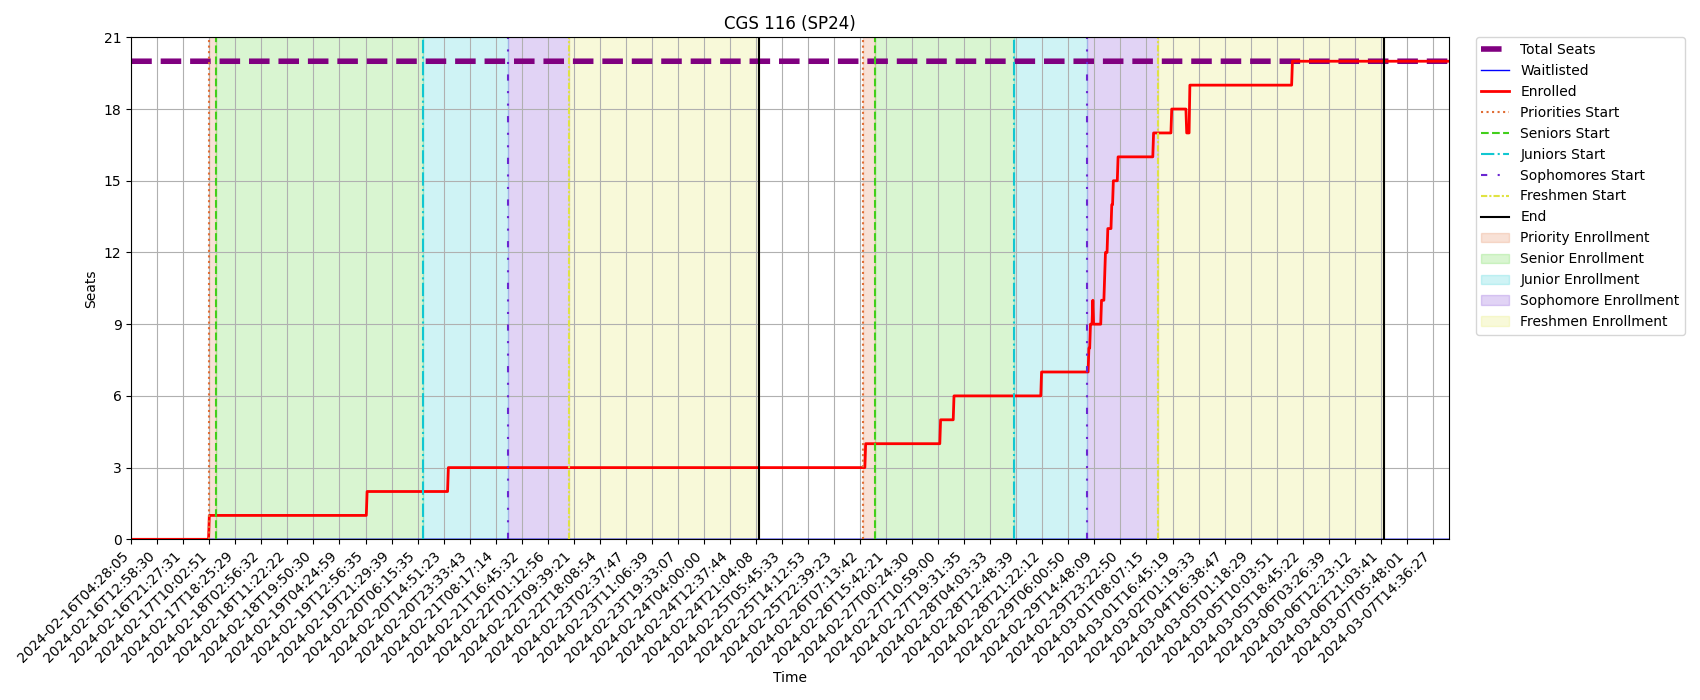 CGS 116 (SP24)
21
18
15
12
9
6
3
0
Seats
2024-02-16T04:28:05
2024-02-16T12:58:30
2024-02-16T21:27:31
2024-02-17T10:02:51
2024-02-17T18:25:29
2024-02-18T02:56:32
2024-02-18T11:22:22
2024-02-18T19:50:30
2024-02-19T04:24:59
2024-02-19T12:56:35
2024-02-19T21:29:39
2024-02-20T06:15:35
2024-02-20T14:51:23
2024-02-20T23:33:43
2024-02-21T08:17:14
2024-02-21T16:45:32
2024-02-22T01:12:56
2024-02-22T09:39:21
2024-02-22T18:08:54
2024-02-23T02:37:47
2024-02-23T11:06:39
2024-02-23T19:33:07
2024-02-24T04:00:00
2024-02-24T12:37:44
2024-02-24T21:04:08
2024-02-25T05:45:33
2024-02-25T14:12:53
2024-02-25T22:39:23
2024-02-26T07:13:42
2024-02-26T15:42:21
2024-02-27T00:24:30
2024-02-27T10:59:00
2024-02-27T19:31:35
2024-02-28T04:03:33
2024-02-28T12:48:39
2024-02-28T21:22:12
2024-02-29T06:00:50
2024-02-29T14:48:09
2024-02-29T23:22:50
2024-03-01T08:07:15
2024-03-01T16:45:19
2024-03-02T01:19:33
2024-03-04T16:38:47
2024-03-05T01:18:29
2024-03-05T10:03:51
2024-03-05T18:45:22
2024-03-06T03:26:39
2024-03-06T12:23:12
2024-03-06T21:03:41
2024-03-07T05:48:01
2024-03-07T14:36:27
Time
Total Seats
Waitlisted
Enrolled
Priorities Start
Seniors Start
Juniors Start
Sophomores Start
Freshmen Start
End
Priority Enrollment
Senior Enrollment
Junior Enrollment
Sophomore Enrollment
Freshmen Enrollment